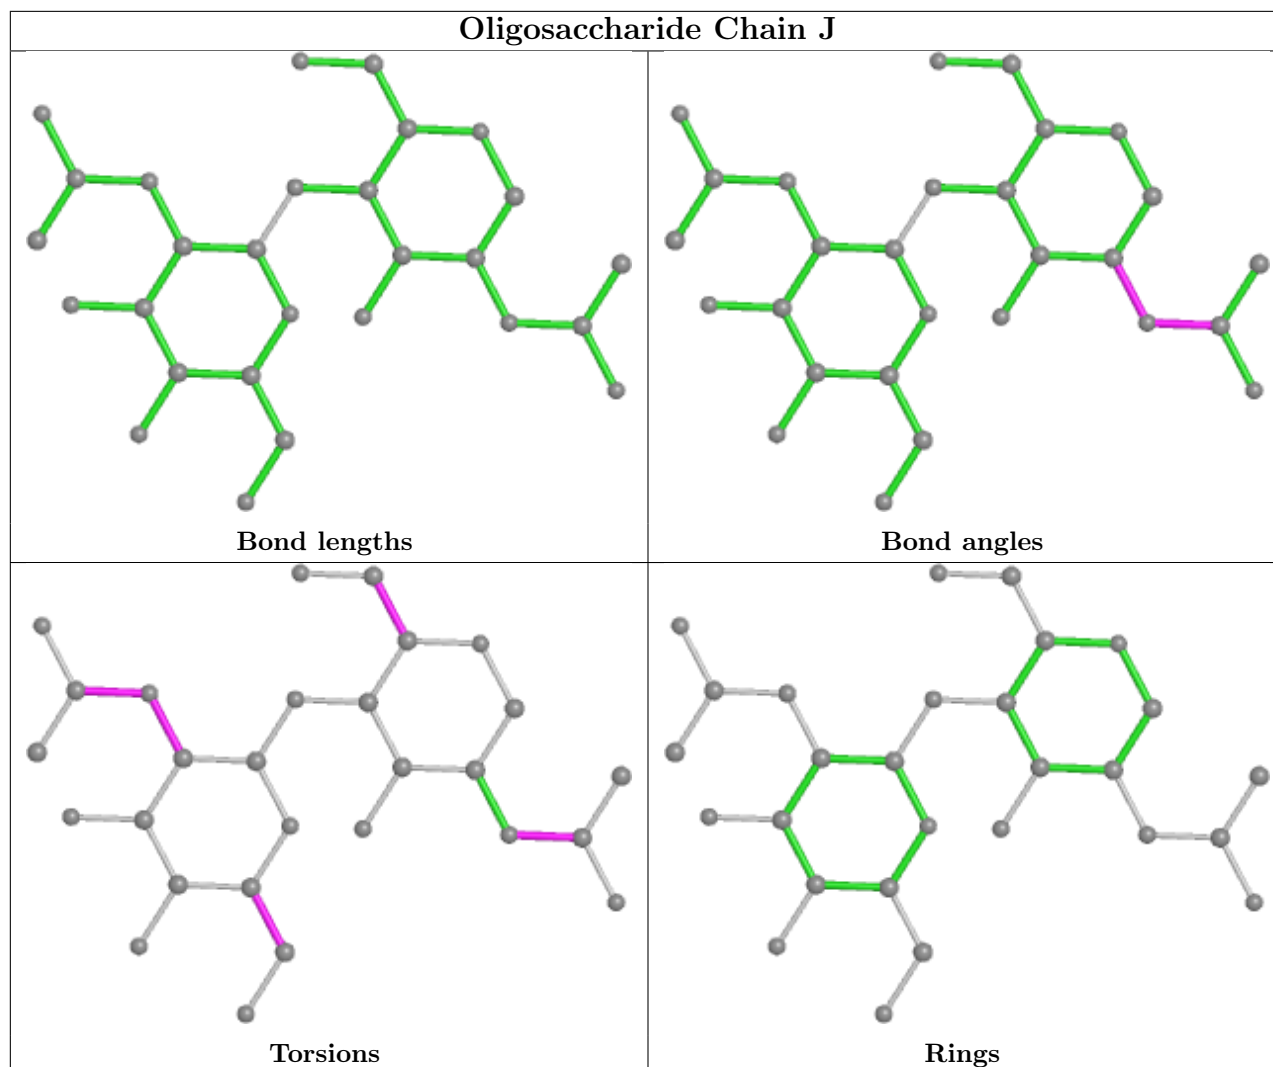 Oligosaccharide Chain J
Bond lengths
Bond angles
Torsions
Rings